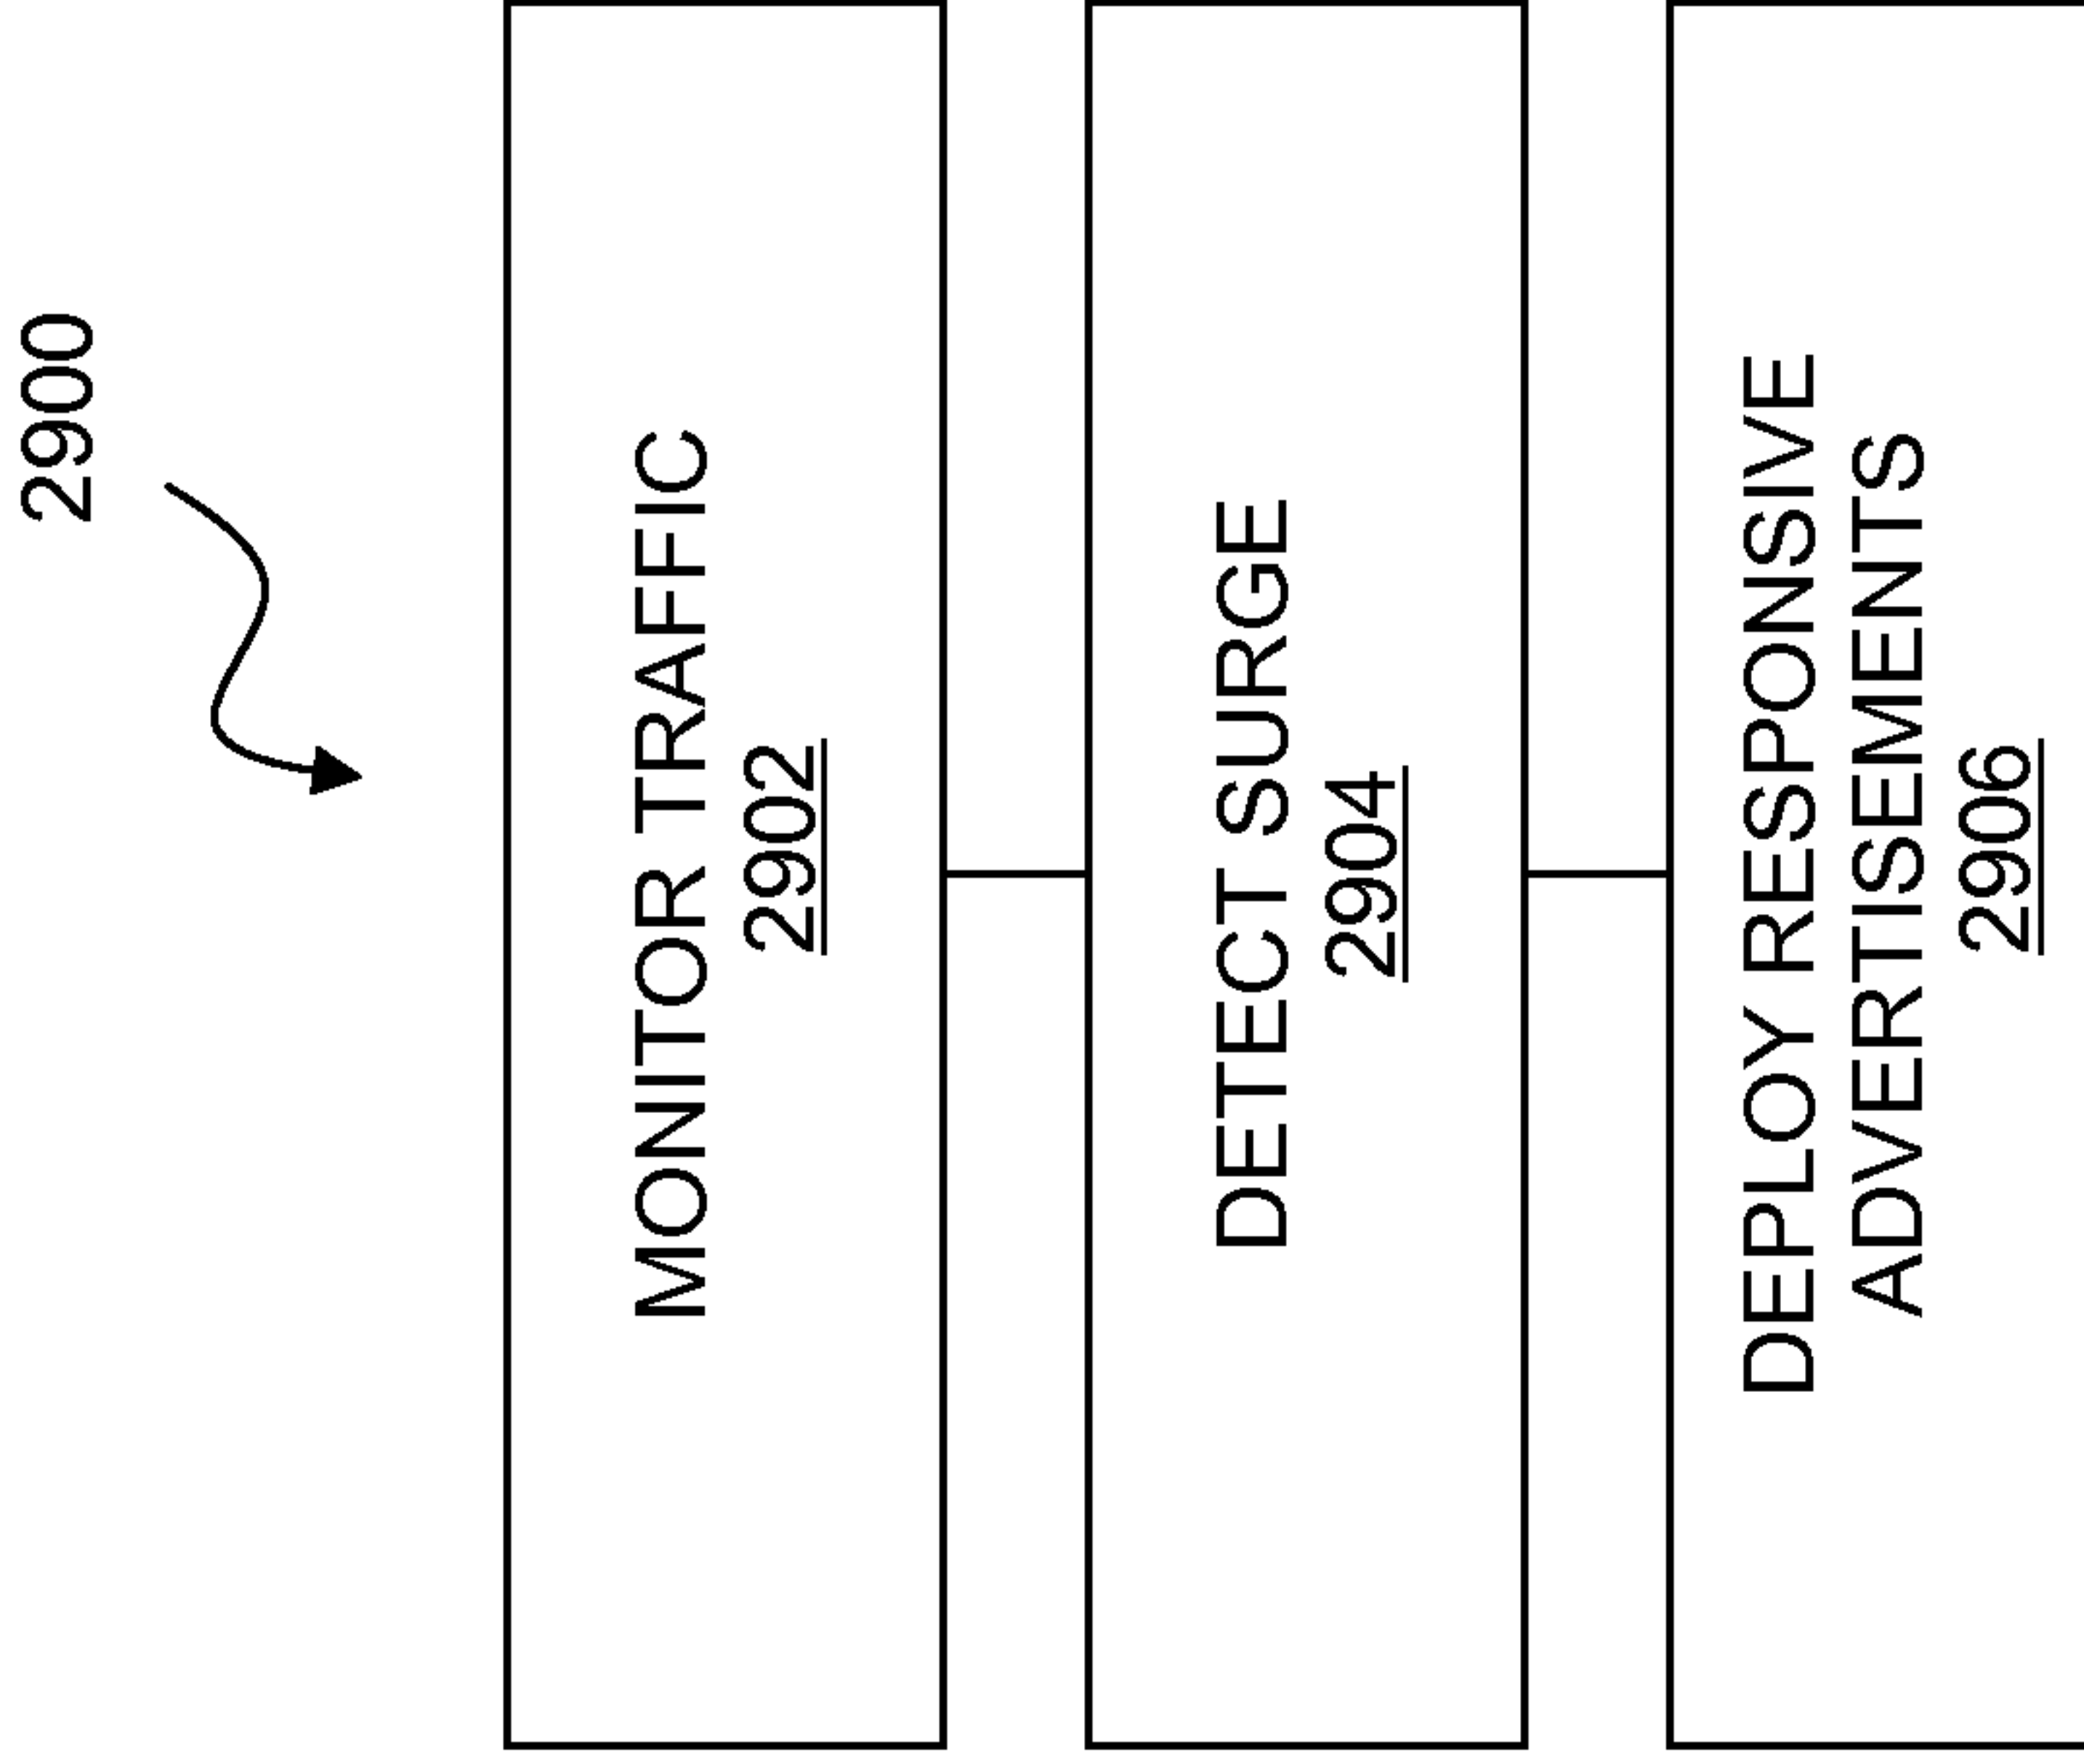 2900
MONITOR TRAFFIC
2902
DETECT SURGE
2904
DEPLOY RESPONSIVE
ADVERTISEMENTS
2906